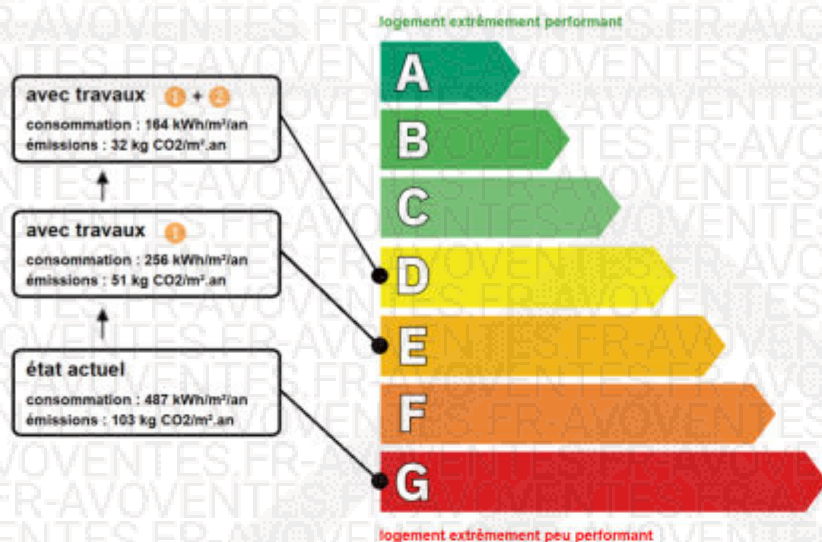 logement extrêmement performant
avec travaux 1 + 2
consommation : 164 kWh/m²/an
émissions : 32 kg CO2/m².an
avec travaux 1
consommation : 256 kWh/m²/an
émissions : 51 kg CO2/m².an
état actuel
consommation : 487 kWh/m²/an
émissions : 103 kg CO2/m².an
A
B
C
D
E
F
G
logement extrêmement peu performant
AVOVENTES.FR